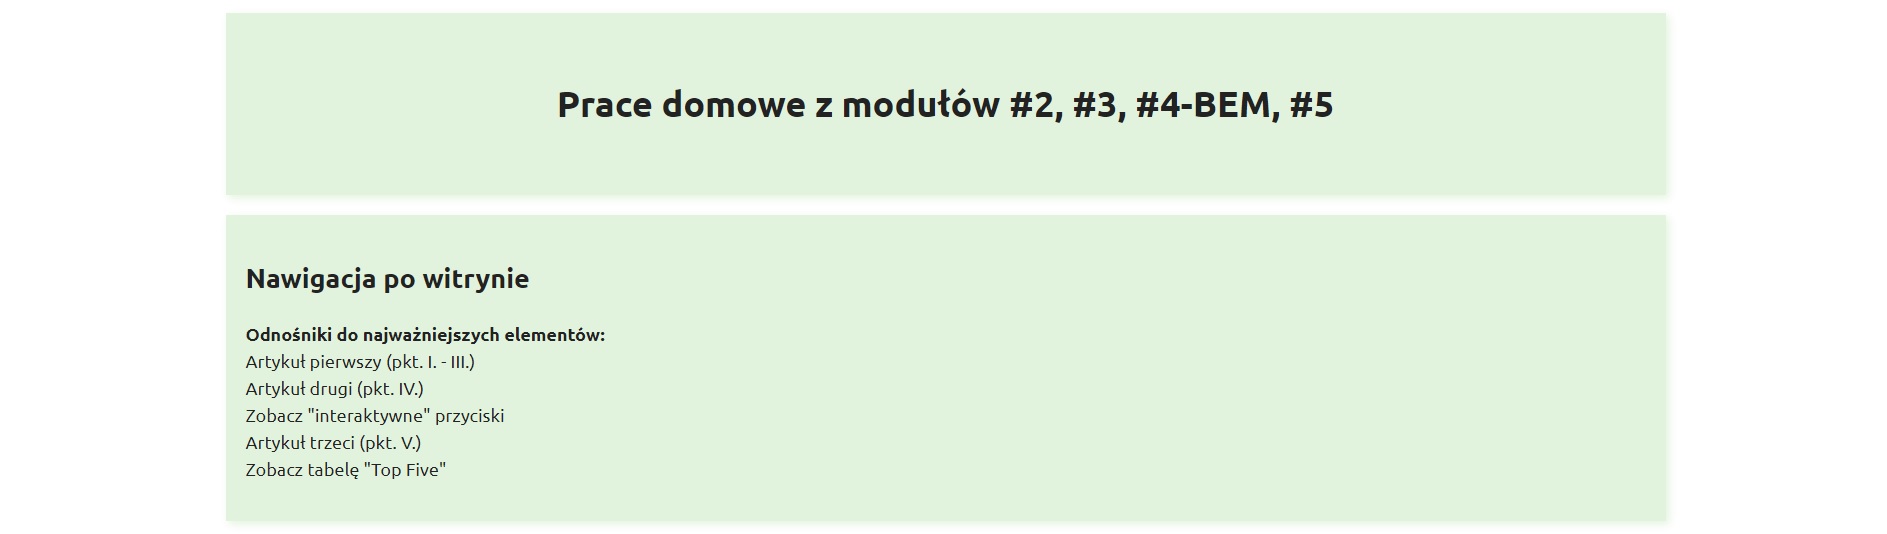 Prace domowe z modułów #2, #3, #4-BEM, #5
Nawigacja po witrynie
Odnośniki do najważniejszych elementów:
Artykuł pierwszy (pkt. I. - III.)
Artykuł drugi (pkt. IV.)
Zobacz "interaktywne" przyciski
Artykuł trzeci (pkt. V.)
Zobacz tabelę "Top Five"